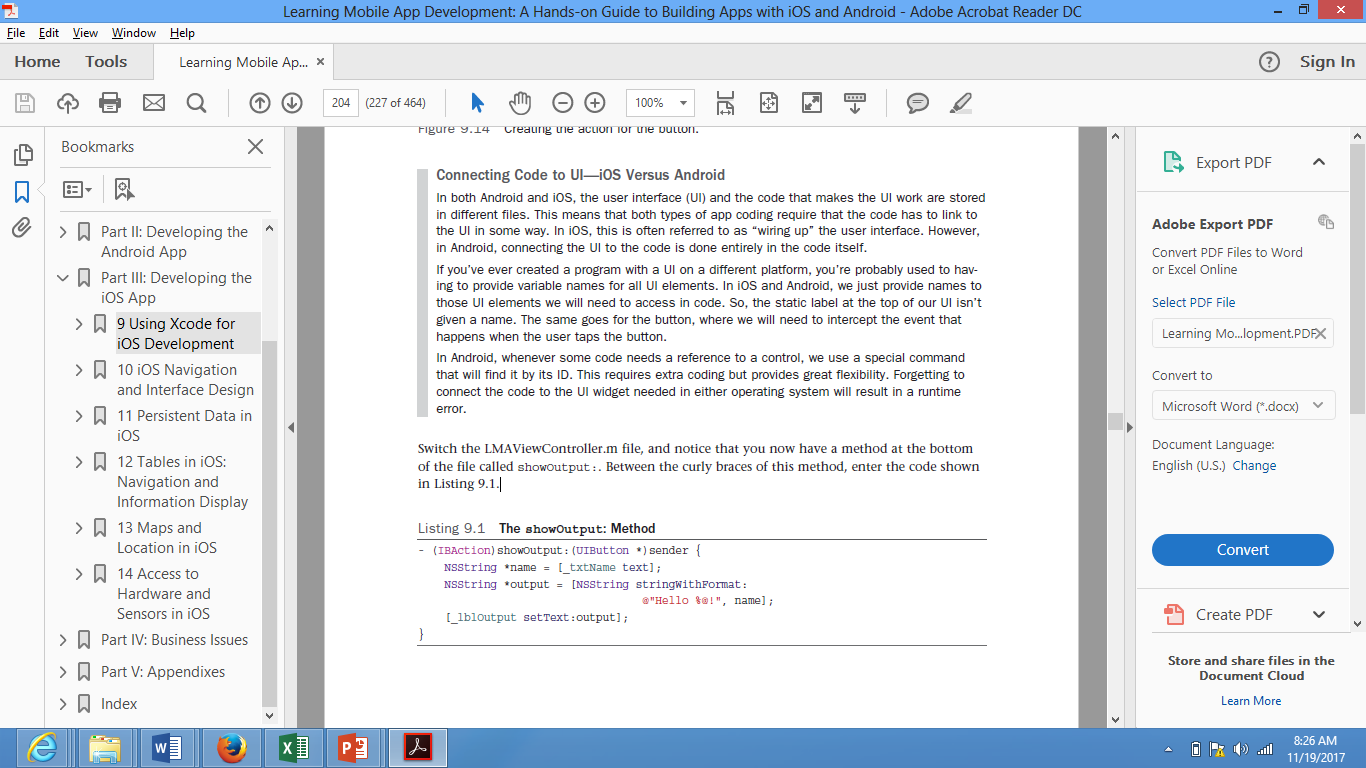 Learning Mobile App Development: A Hands-on Guide to Building Apps with iOS and Android - Adobe Acrobat Reader DC
File Edit View Window Help
Home Tools Learning Mobile Ap... × Sign In
204 (227 of 464) 100%
Bookmarks
Part II: Developing the
Android App
Part III: Developing the
iOS App
9 Using Xcode for
iOS Development
10 iOS Navigation
and Interface Design
11 Persistent Data in
iOS
12 Tables in iOS:
Navigation and
Information Display
13 Maps and
Location in iOS
14 Access to
Hardware and
Sensors in iOS
Part IV: Business Issues
Part V: Appendixes
Index
Figure 9.14 Creating the action for the button.
Connecting Code to UI—iOS Versus Android
In both Android and iOS, the user interface (UI) and the code that makes the UI work are stored
in different files. This means that both types of app coding require that the code has to link to
the UI in some way. In iOS, this is often referred to as “wiring up” the user interface. However,
in Android, connecting the UI to the code is done entirely in the code itself.
If you’ve ever created a program with a UI on a different platform, you’re probably used to hav-
ing to provide variable names for all UI elements. In iOS and Android, we just provide names to
those UI elements we will need to access in code. So, the static label at the top of our UI isn’t
given a name. The same goes for the button, where we will need to intercept the event that
happens when the user taps the button.
In Android, whenever some code needs a reference to a control, we use a special command
that will find it by its ID. This requires extra coding but provides great flexibility. Forgetting to
connect the code to the UI widget needed in either operating system will result in a runtime
error.
Switch the LMAViewController.m file, and notice that you now have a method at the bottom
of the file called showOutput:. Between the curly braces of this method, enter the code shown
in Listing 9.1.
Listing 9.1 The showOutput: Method
- (IBAction)showOutput:(UIButton *)sender {
NSString *name = [_txtName text];
NSString *output = [NSString stringWithFormat:
@"Hello %@!", name];
[_lblOutput setText:output];
}
Export PDF
Adobe Export PDF
Convert PDF Files to Word
or Excel Online
Select PDF File
Learning Mo...lopment.PDF
Convert to
Microsoft Word (*.docx)
Document Language:
English (U.S.) Change
Convert
Create PDF
Store and share files in the
Document Cloud
Learn More
8:26 AM
11/19/2017